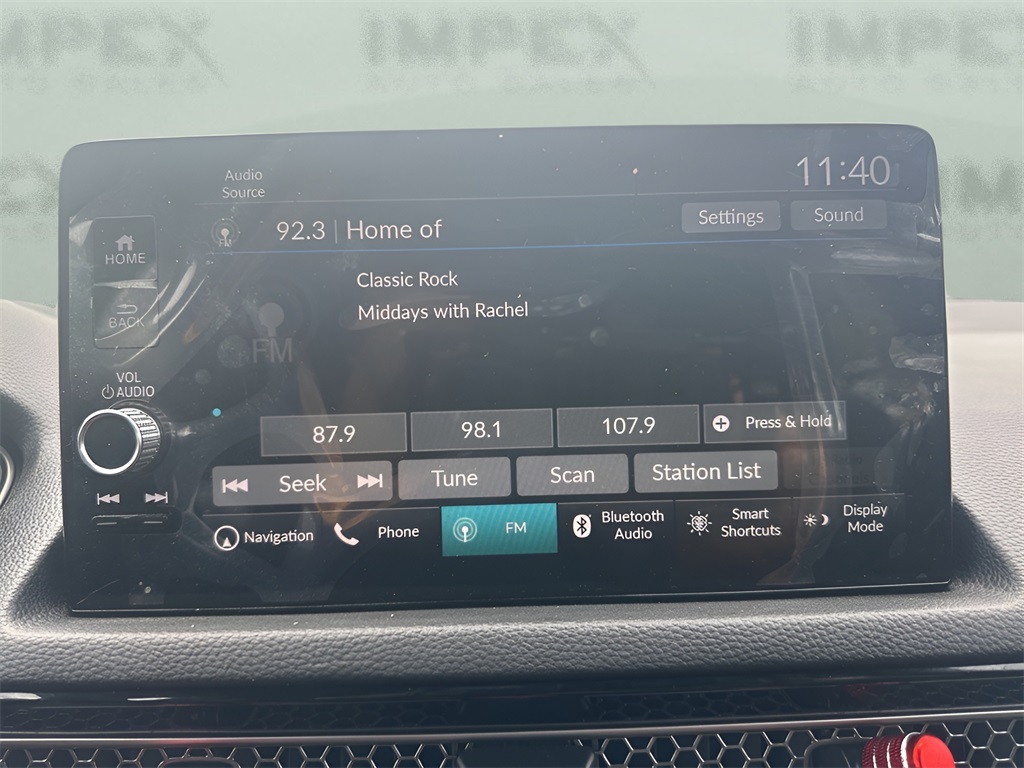 IMPEX IMPEX IMPEX
Audio
Source
11:40
FM
92.3 | Home of
Settings
Sound
HOME
Classic Rock
BACK
Middays with Rachel
FM
VOL
AUDIO
87.9
98.1
107.9
Press & Hold
Seek
Tune
Scan
Station List
Navigation
Phone
FM
Bluetooth
Audio
Smart
Shortcuts
Display
Mode